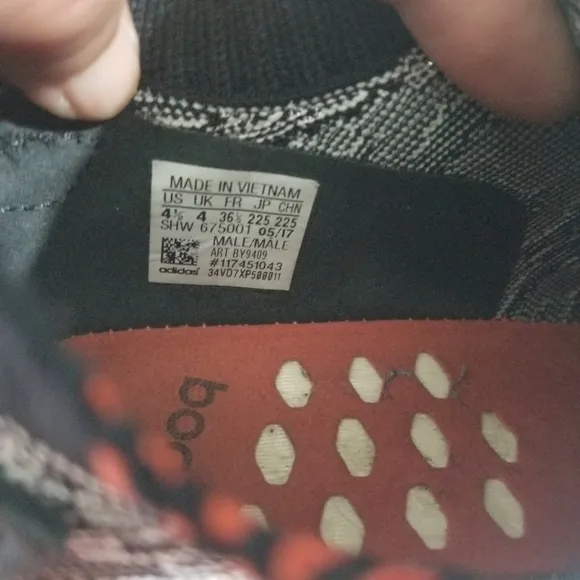 MADE IN VIETNAM
US UK FR JP CHN
4½ 4 36⅔ 225 225
SHW 675001 05/17
MALE/MALE
ART BY9409
#117451043
adidas 34VD7XP500011
boo